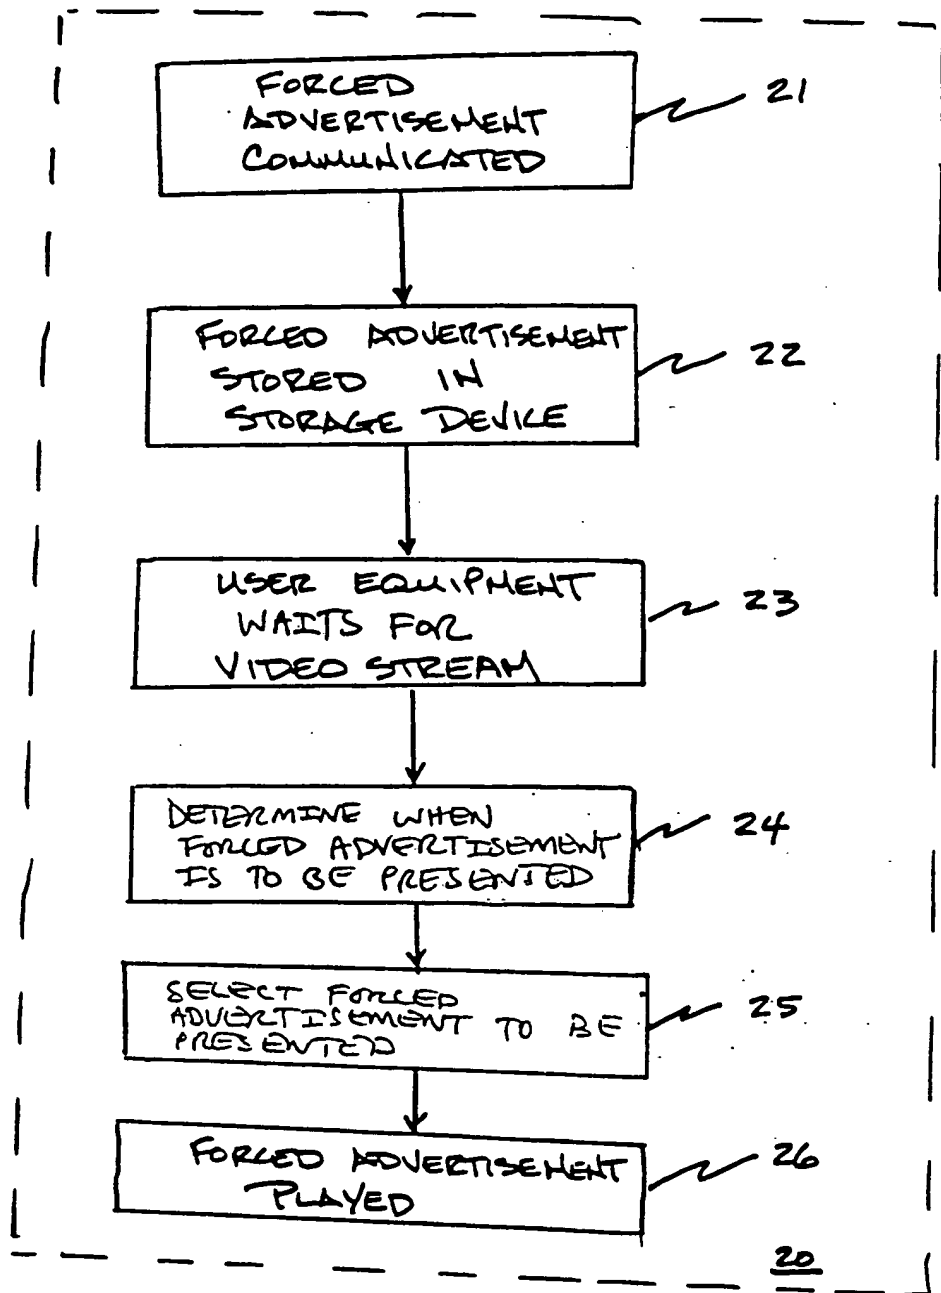 FORCED
ADVERTISEMENT
COMMUNICATED
21
FORCED ADVERTISEMENT
STORED IN
STORAGE DEVICE
22
USER EQUIPMENT
WAITS FOR
VIDEO STREAM
23
DETERMINE WHEN
FORCED ADVERTISEMENT
IS TO BE PRESENTED
24
SELECT FORCED
ADVERTISEMENT TO BE
PRESENTED
25
FORCED ADVERTISEMENT
PLAYED
26
20